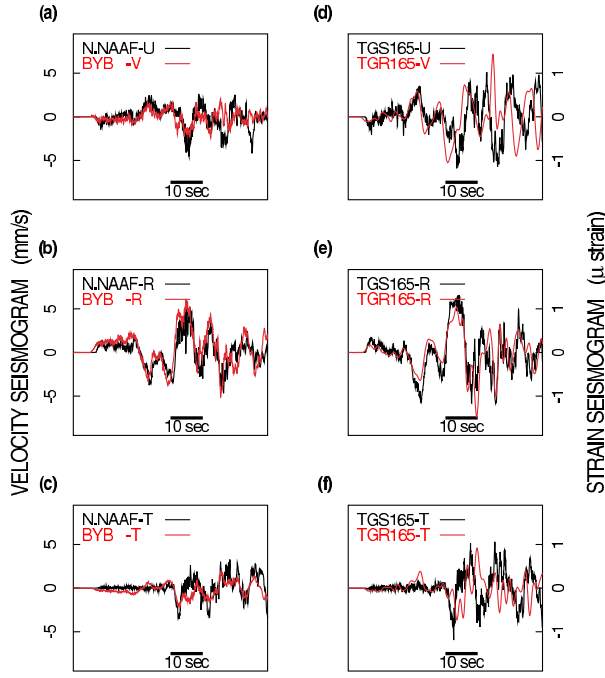 (a)
N.NAAF-U
BYB -V
5
0
-5
10 sec
(d)
TGS165-U
TGR165-V
1
0
-1
10 sec
(b)
N.NAAF-R
BYB -R
5
0
-5
10 sec
(e)
TGS165-R
TGR165-R
1
0
-1
10 sec
(c)
N.NAAF-T
BYB -T
5
0
-5
10 sec
(f)
TGS165-T
TGR165-T
1
0
-1
10 sec
VELOCITY SEISMOGRAM (mm/s)
STRAIN SEISMOGRAM (μ strain)